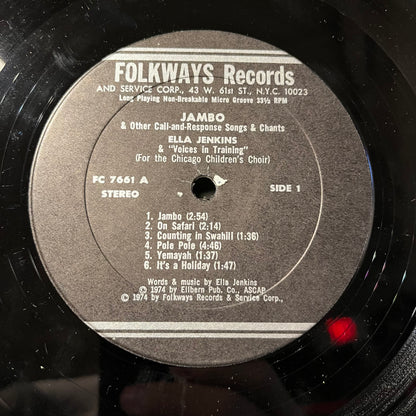 FOLKWAYS Records
AND SERVICE CORP., 43 W. 61st ST., N.Y.C. 10023
Long Playing Non-Breakable Micro Groove 33⅓ RPM
JAMBO
& Other Call-and-Response Songs & Chants
ELLA JENKINS
& "Voices in Training"
(For the Chicago Children's Choir)
FC 7661 A
STEREO
SIDE 1
1. Jambo (2:54)
2. On Safari (2:14)
3. Counting in Swahili (1:36)
4. Pole Pole (4:46)
5. Yemayah (1:37)
6. It's a Holiday (1:47)
Words & music by Ella Jenkins
© 1974 by Ellbern Pub. Co., ASCAP
© 1974 by Folkways Records & Service Corp.,